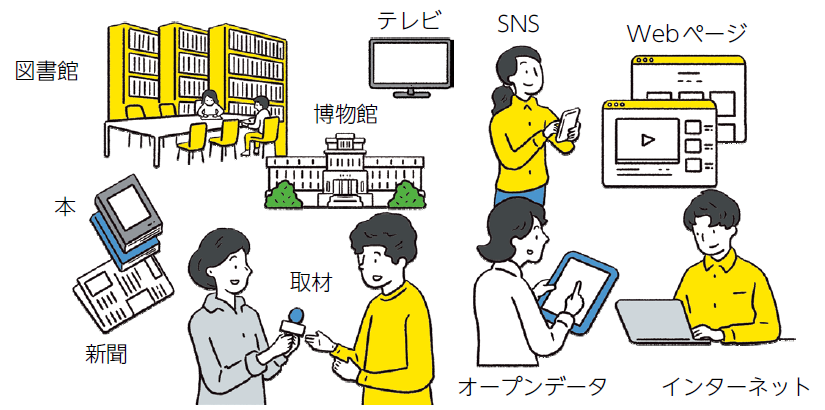 テレビ
SNS
Webページ
図書館
博物館
本
取材
新聞
オープンデータ
インターネット